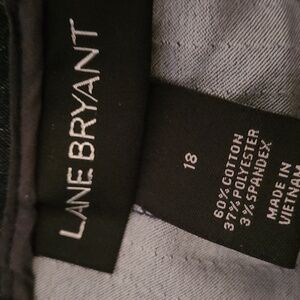 LANE BRYANT
18
60% COTTON
37% POLYESTER
3% SPANDEX
MADE IN
VIETNAM